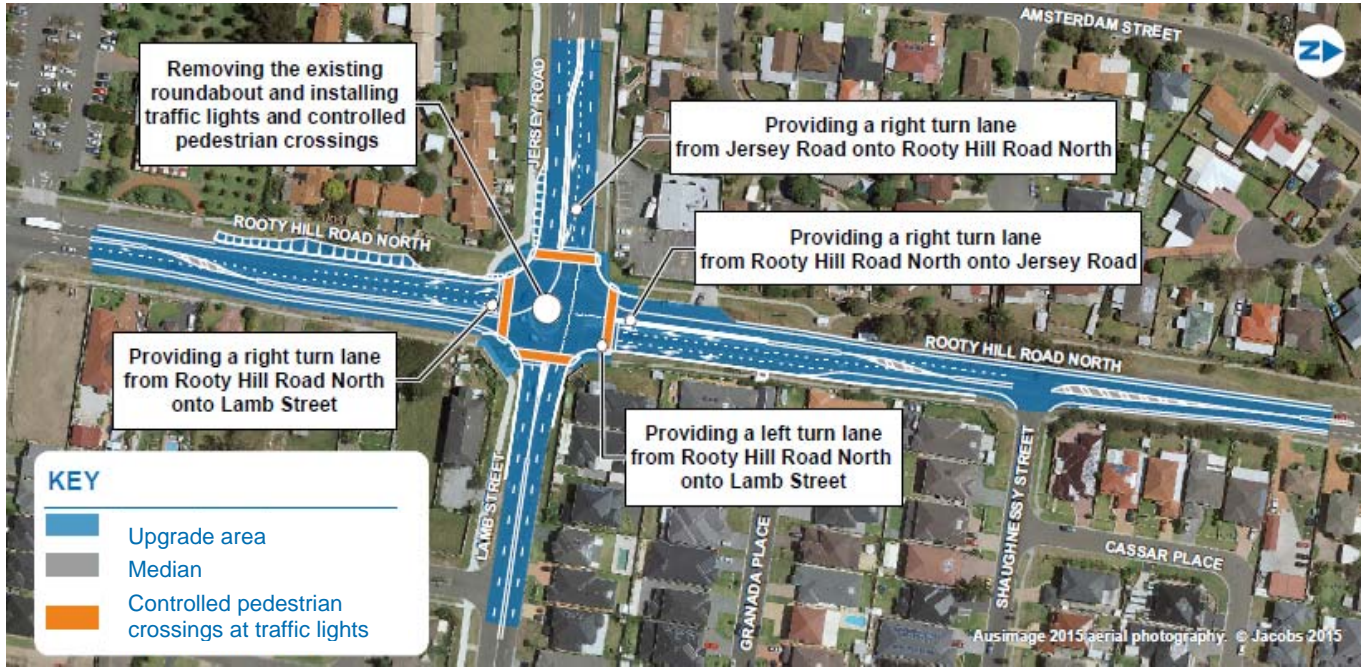 AMSTERDAM STREET
N
Removing the existing
roundabout and installing
traffic lights and controlled
pedestrian crossings
JERSEY ROAD
Providing a right turn lane
from Jersey Road onto Rooty Hill Road North
ROOTY HILL ROAD NORTH
Providing a right turn lane
from Rooty Hill Road North onto Jersey Road
Providing a right turn lane
from Rooty Hill Road North
onto Lamb Street
ROOTY HILL ROAD NORTH
Providing a left turn lane
from Rooty Hill Road North
onto Lamb Street
LAMB STREET
GRANADA PLACE
SHAUGHNESSY STREET
CASSAR PLACE
KEY
Upgrade area
Median
Controlled pedestrian
crossings at traffic lights
Ausimage 2015 aerial photography. © Jacobs 2015